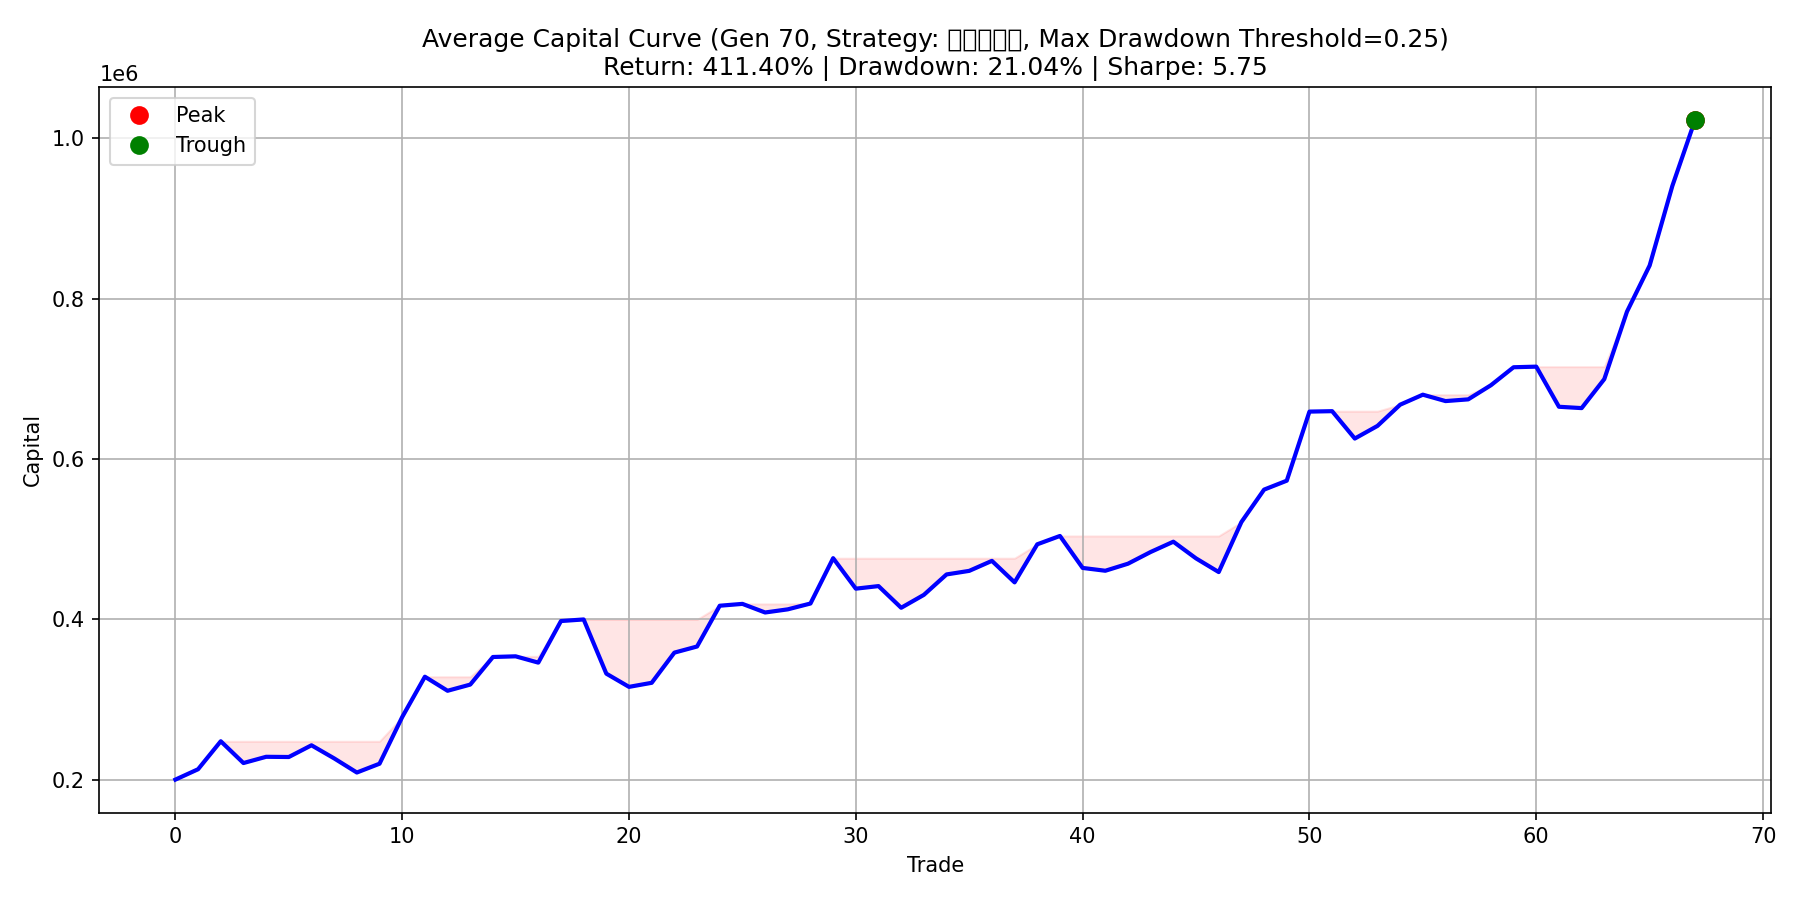 Average Capital Curve (Gen 70, Strategy: , Max Drawdown Threshold=0.25)
Return: 411.40% | Drawdown: 21.04% | Sharpe: 5.75
1e6
Peak
Trough
1.0
0.8
0.6
0.4
0.2
Capital
0
10
20
30
40
50
60
70
Trade